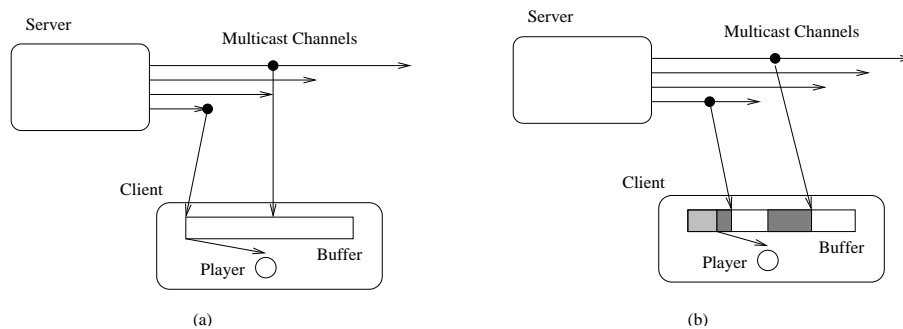 Server
Multicast Channels
Client
Buffer
Player
(a)
Server
Multicast Channels
Client
Buffer
Player
(b)